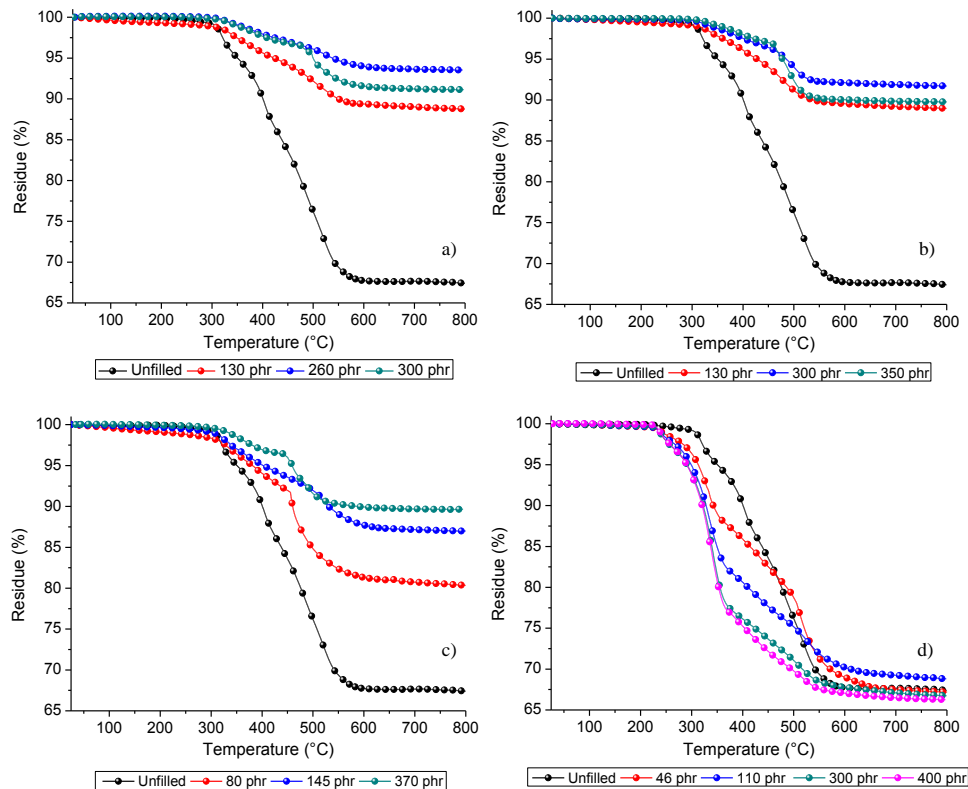 100
95
90
85
80
75
70
65
Residue (%)
a)
100 200 300 400 500 600 700 800
Temperature (°C)
Unfilled 130 phr 260 phr 300 phr
100
95
90
85
80
75
70
65
Residue (%)
b)
100 200 300 400 500 600 700 800
Temperature (°C)
Unfilled 130 phr 300 phr 350 phr
100
95
90
85
80
75
70
65
Residue (%)
c)
100 200 300 400 500 600 700 800
Temperature (°C)
Unfilled 80 phr 145 phr 370 phr
100
95
90
85
80
75
70
65
Residue (%)
d)
100 200 300 400 500 600 700 800
Temperature (°C)
Unfilled 46 phr 110 phr 300 phr 400 phr